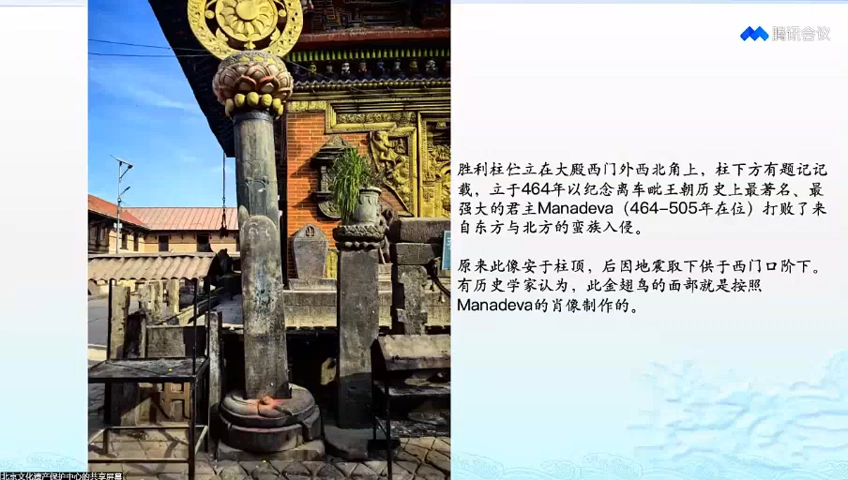 腾讯会议
胜利柱伫立在大殿西门外西北角上，柱下方有题记记
载，立于464年以纪念离车毗王朝历史上最著名、最
强大的君主Manadeva（464-505年在位）打败了来
自东方与北方的蛮族入侵。
原来此像安于柱顶，后因地震取下供于西门口阶下。
有历史学家认为，此金翅鸟的面部就是按照
Manadeva的肖像制作的。
北京文化遗产保护中心的共享屏幕